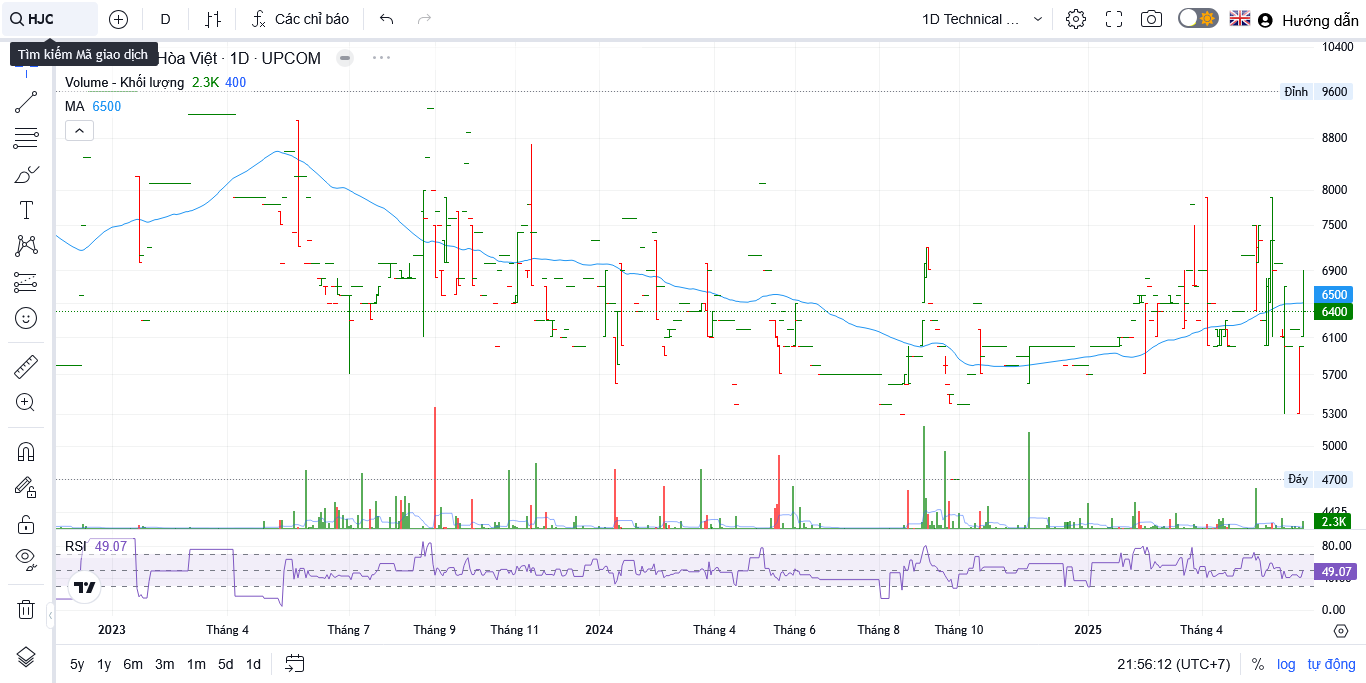 HJC
D
Các chỉ báo
1D Technical ...
Hướng dẫn
Tìm kiếm Mã giao dịch
Hòa Việt · 1D · UPCOM
Volume - Khối lượng 2.3K 400
MA 6500
10400
Đỉnh 9600
8800
8000
7500
6900
6500
6400
6100
5700
5300
5000
Đáy 4700
4425
2.3K
RSI 49.07
80.00
49.07
0.00
2023
Tháng 4
Tháng 7
Tháng 9
Tháng 11
2024
Tháng 4
Tháng 6
Tháng 8
Tháng 10
2025
Tháng 4
5y 1y 6m 3m 1m 5d 1d
21:56:12 (UTC+7) % log tự động